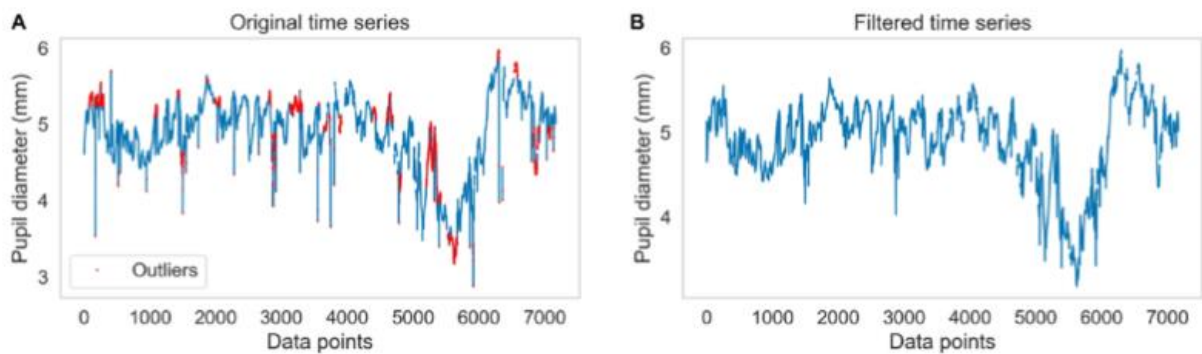 A Original time series
Pupil diameter (mm)
6
5
4
3
Outliers
0 1000 2000 3000 4000 5000 6000 7000
Data points
B Filtered time series
Pupil diameter (mm)
6
5
4
0 1000 2000 3000 4000 5000 6000 7000
Data points